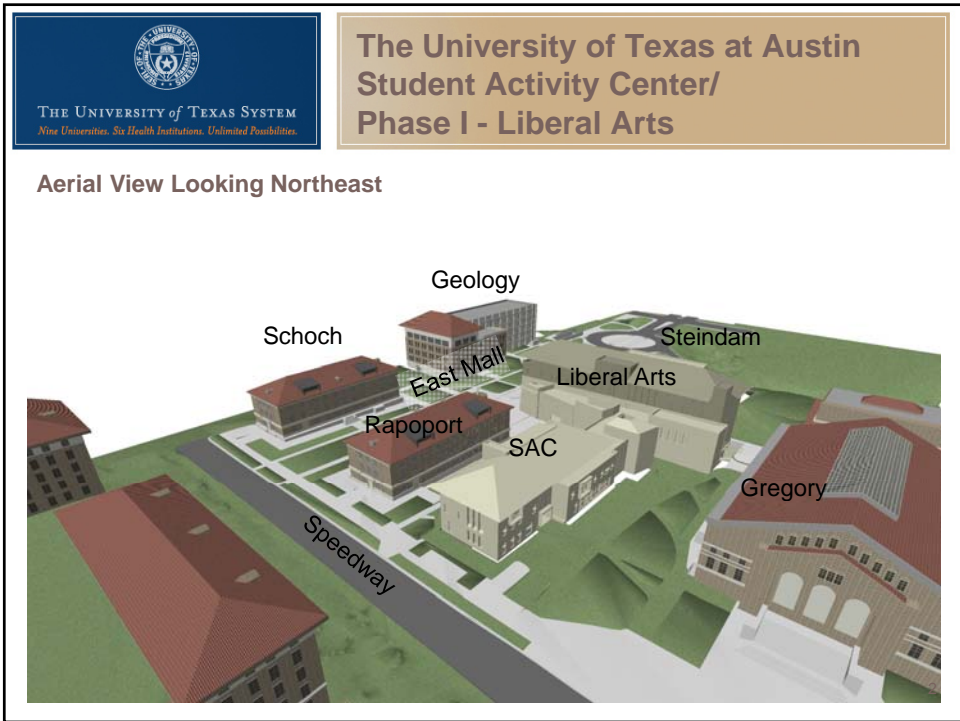 THE UNIVERSITY of TEXAS SYSTEM
Nine Universities. Six Health Institutions. Unlimited Possibilities.
The University of Texas at Austin
Student Activity Center/
Phase I - Liberal Arts
Aerial View Looking Northeast
Geology
Schoch
Steindam
East Mall
Liberal Arts
Rapoport
SAC
Gregory
Speedway
2